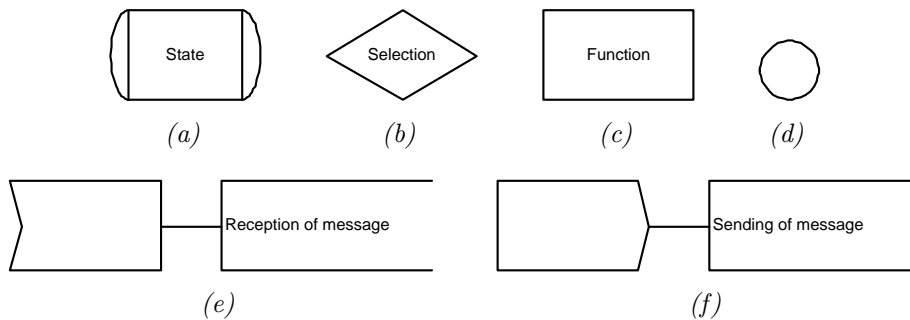 State
Selection
Function
(a)
(b)
(c)
(d)
Reception of message
Sending of message
(e)
(f)